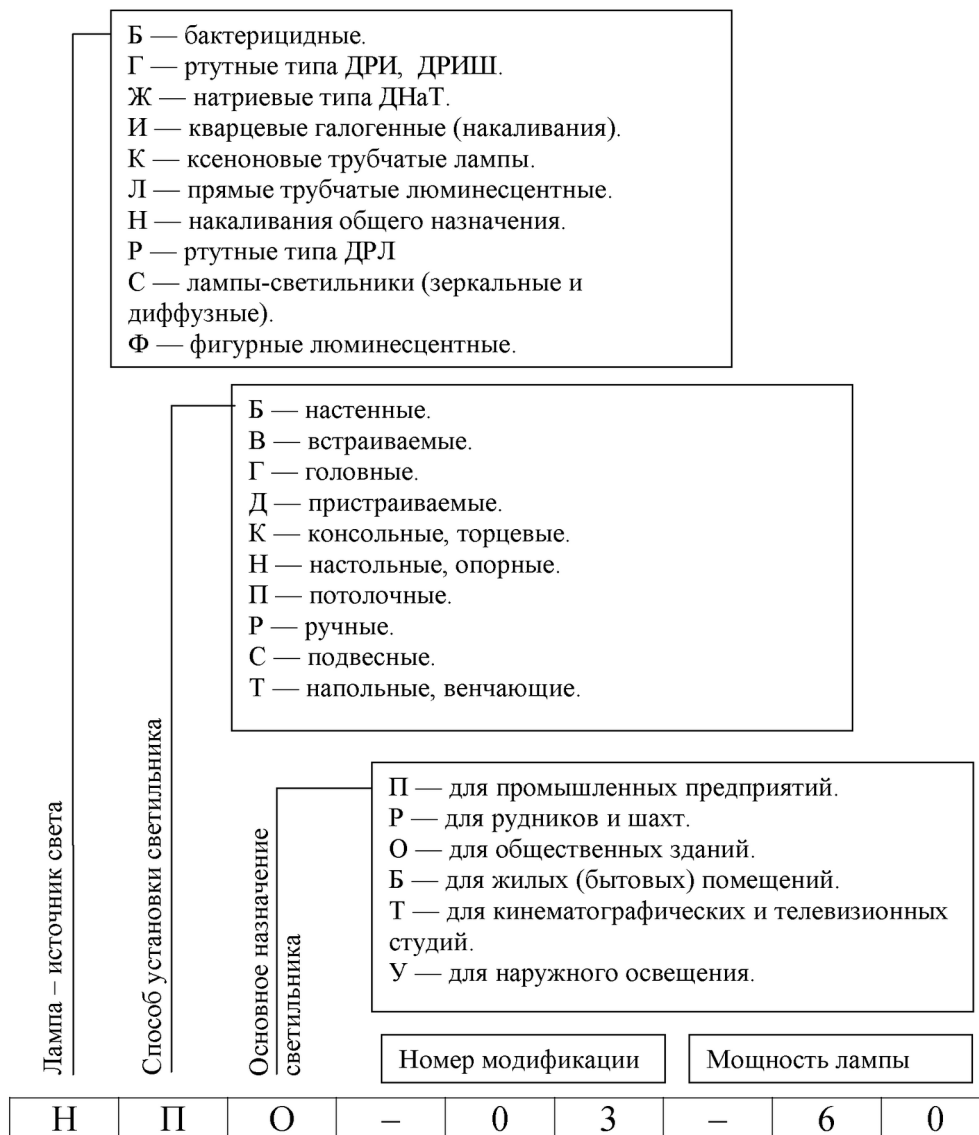 Б — бактерицидные.
Г — ртутные типа ДРИ, ДРИШ.
Ж — натриевые типа ДНаТ.
И — кварцевые галогенные (накаливания).
К — ксеноновые трубчатые лампы.
Л — прямые трубчатые люминесцентные.
Н — накаливания общего назначения.
Р — ртутные типа ДРЛ
С — лампы-светильники (зеркальные и
диффузные).
Ф — фигурные люминесцентные.
Б — настенные.
В — встраиваемые.
Г — головные.
Д — пристраиваемые.
К — консольные, торцевые.
Н — настольные, опорные.
П — потолочные.
Р — ручные.
С — подвесные.
Т — напольные, венчающие.
П — для промышленных предприятий.
Р — для рудников и шахт.
О — для общественных зданий.
Б — для жилых (бытовых) помещений.
Т — для кинематографических и телевизионных
студий.
У — для наружного освещения.
Лампа – источник света
Способ установки светильника
Основное назначение
светильника
Номер модификации
Мощность лампы
Н П О – 0 3 – 6 0